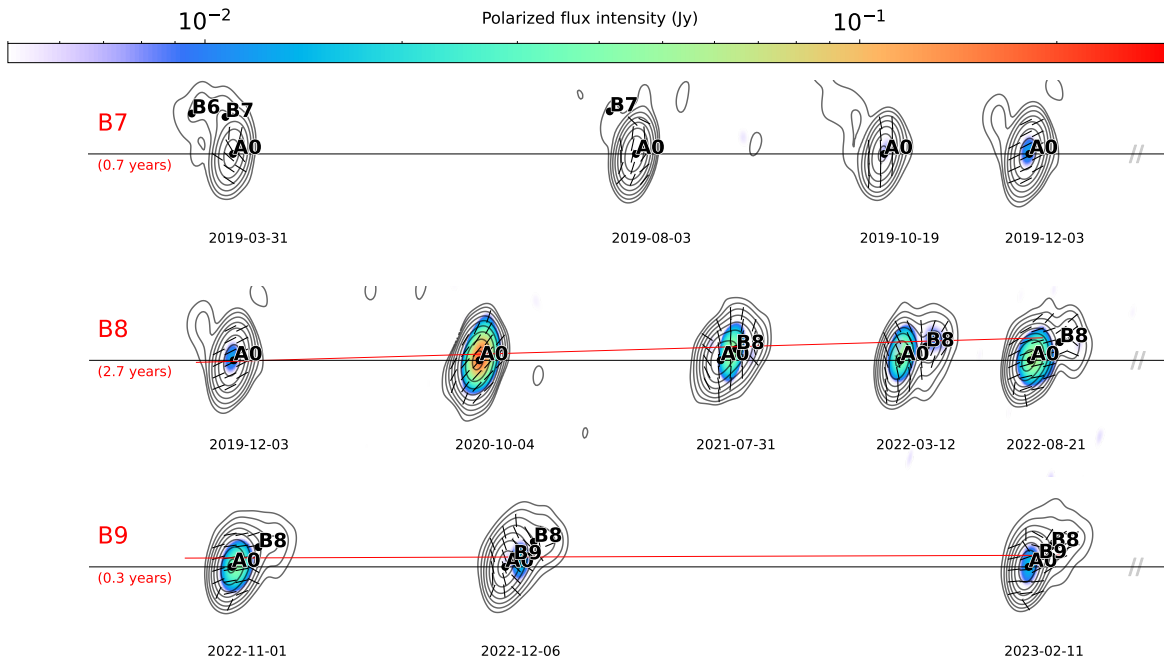 Polarized flux intensity (Jy)
10^-2
10^-1
B7
(0.7 years)
B6 B7 A0
B7 A0
A0
A0
//
2019-03-31 2019-08-03 2019-10-19 2019-12-03
B8
(2.7 years)
A0
A0
B8 A0
B8 A0
B8 A0
//
2019-12-03 2020-10-04 2021-07-31 2022-03-12 2022-08-21
B9
(0.3 years)
B8 A0
B8 B9 A0
B8 B9 A0
//
2022-11-01 2022-12-06 2023-02-11